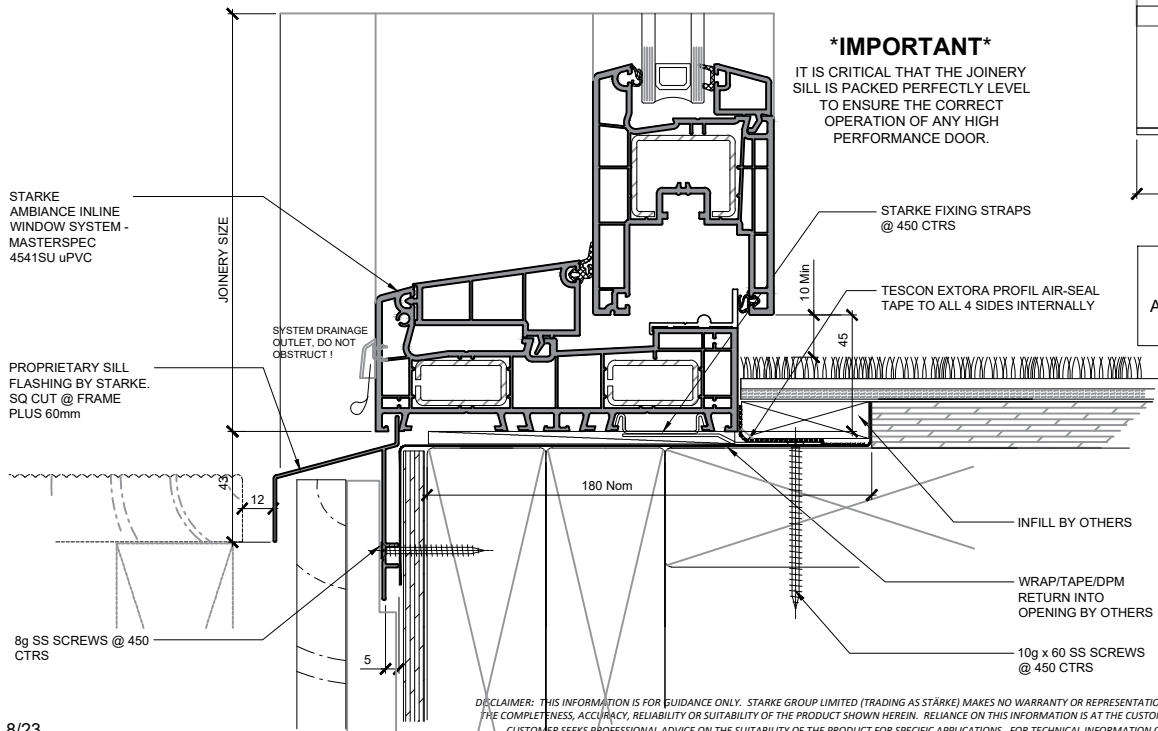 *IMPORTANT*
IT IS CRITICAL THAT THE JOINERY
SILL IS PACKED PERFECTLY LEVEL
TO ENSURE THE CORRECT
OPERATION OF ANY HIGH
PERFORMANCE DOOR.
STARKE
AMBIANCE INLINE
WINDOW SYSTEM -
MASTERSPEC
4541SU uPVC
JOINERY SIZE
STARKE FIXING STRAPS
@ 450 CTRS
10 Min
TESCON EXTORA PROFIL AIR-SEAL
TAPE TO ALL 4 SIDES INTERNALLY
A
45
SYSTEM DRAINAGE
OUTLET, DO NOT
OBSTRUCT !
PROPRIETARY SILL
FLASHING BY STARKE.
SQ CUT @ FRAME
PLUS 60mm
43
12
180 Nom
INFILL BY OTHERS
WRAP/TAPE/DPM
RETURN INTO
OPENING BY OTHERS
8g SS SCREWS @ 450
CTRS
5
10g x 60 SS SCREWS
@ 450 CTRS
8/23
DISCLAIMER: THIS INFORMATION IS FOR GUIDANCE ONLY. STARKE GROUP LIMITED (TRADING AS STÄRKE) MAKES NO WARRANTY OR REPRESENTATIO
THE COMPLETENESS, ACCURACY, RELIABILITY OR SUITABILITY OF THE PRODUCT SHOWN HEREIN. RELIANCE ON THIS INFORMATION IS AT THE CUSTO
CUSTOMER SEEKS PROFESSIONAL ADVICE ON THE SUITABILITY OF THE PRODUCT FOR SPECIFIC APPLICATIONS. FOR TECHNICAL INFORMATION